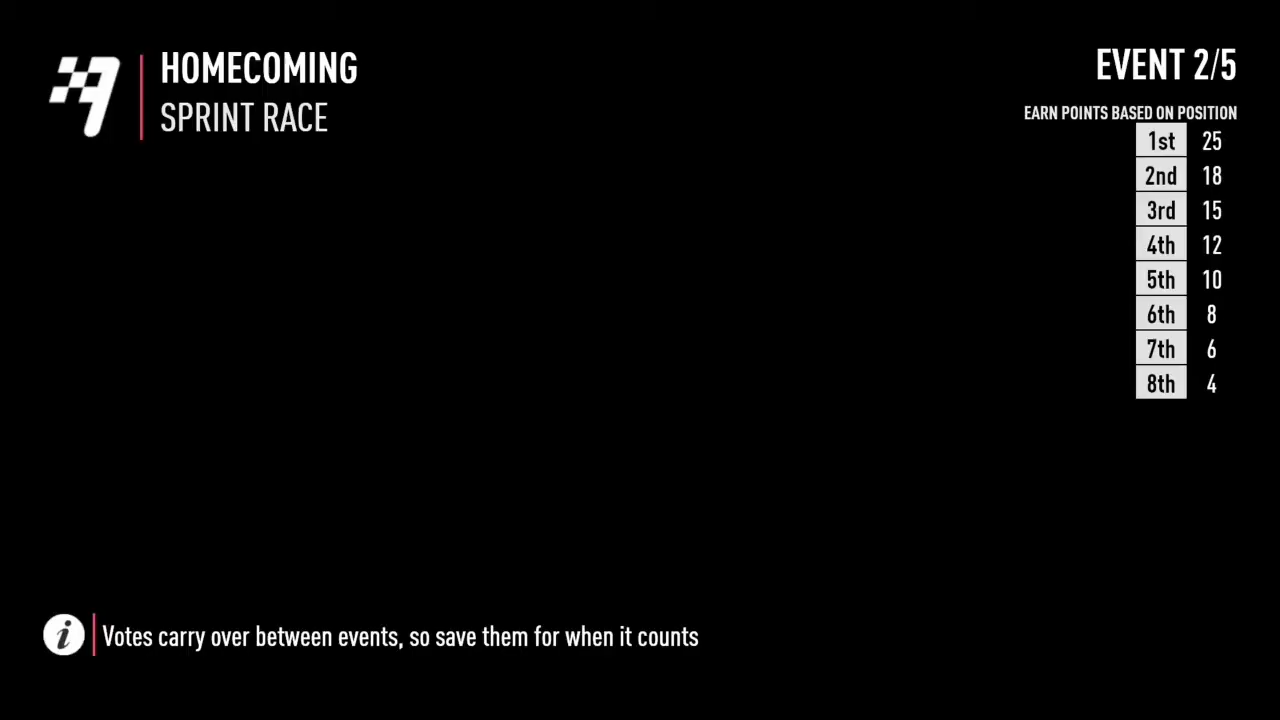 HOMECOMING
SPRINT RACE
EVENT 2/5
EARN POINTS BASED ON POSITION
1st 25
2nd 18
3rd 15
4th 12
5th 10
6th 8
7th 6
8th 4
i Votes carry over between events, so save them for when it counts